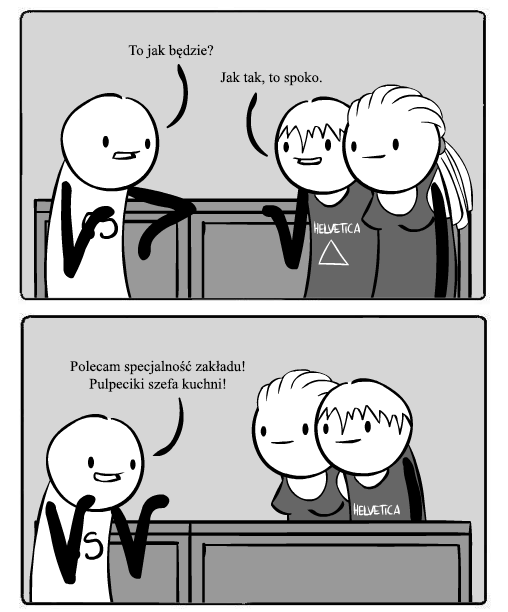 To jak będzie?
Jak tak, to spoko.
S
HELVETICA
Polecam specjalność zakładu!
Pulpeciki szefa kuchni!
S
HELVETICA